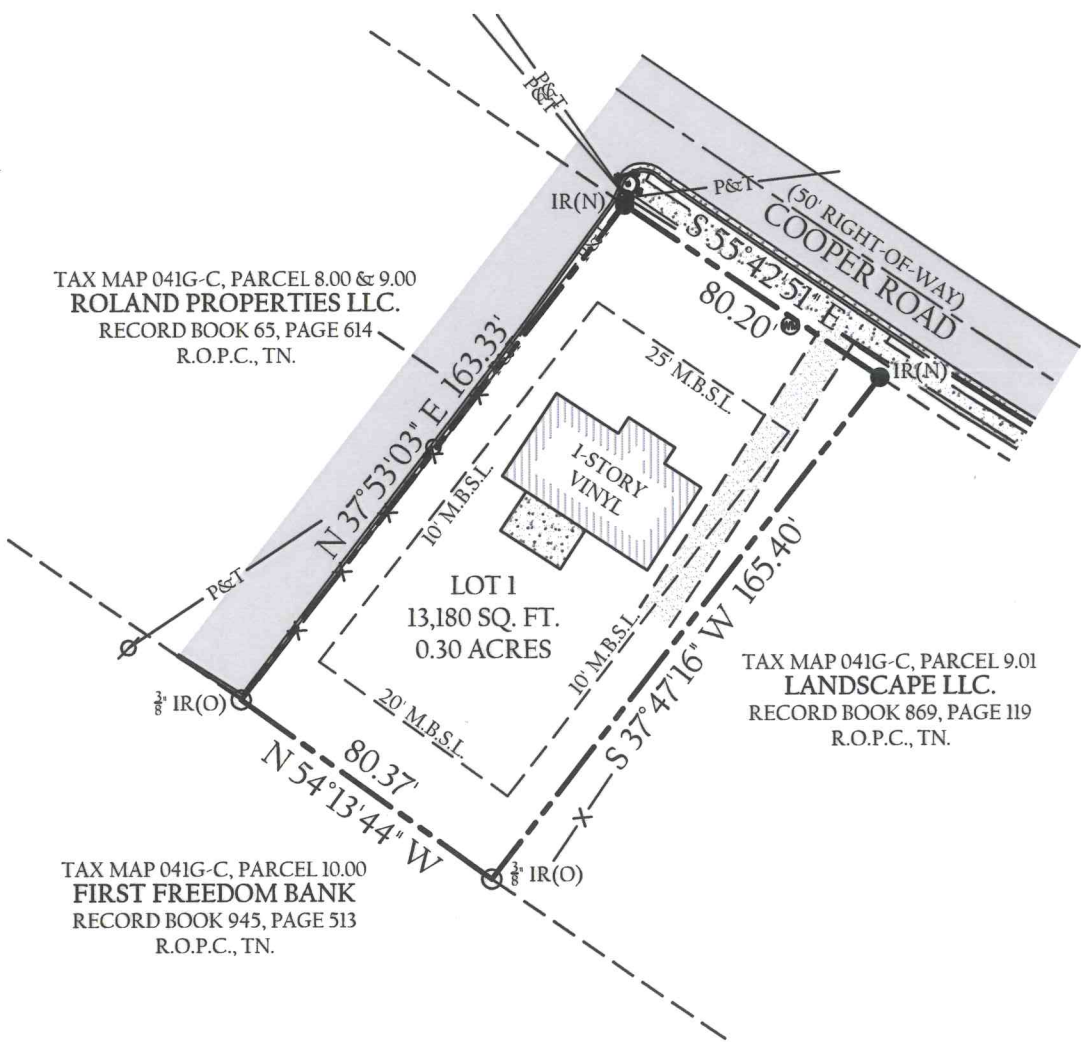 P&T
P&T
P&T
(50' RIGHT-OF-WAY)
COOPER ROAD
IR(N)
S 55°42'51" E
80.20'
IR(N)
TAX MAP 041G-C, PARCEL 8.00 & 9.00
ROLAND PROPERTIES LLC.
RECORD BOOK 65, PAGE 614
R.O.P.C., TN.
25' M.B.S.L.
N 37°53'03" E 163.33'
10' M.B.S.L.
1-STORY
VINYL
P&T
LOT 1
13,180 SQ. FT.
0.30 ACRES
10' M.B.S.L.
S 37°47'16" W 165.40'
TAX MAP 041G-C, PARCEL 9.01
LANDSCAPE LLC.
RECORD BOOK 869, PAGE 119
R.O.P.C., TN.
3/8" IR(O)
20' M.B.S.L.
80.37'
N 54°13'44" W
3/8" IR(O)
TAX MAP 041G-C, PARCEL 10.00
FIRST FREEDOM BANK
RECORD BOOK 945, PAGE 513
R.O.P.C., TN.